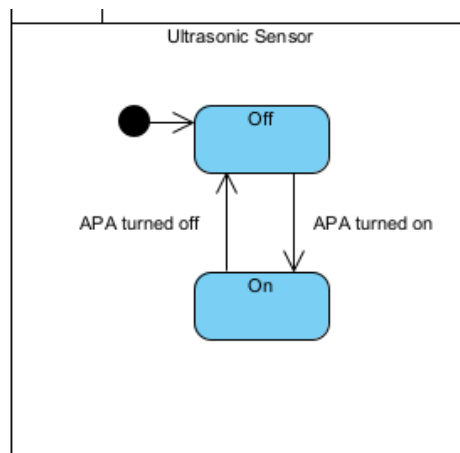 Ultrasonic Sensor
Off
APA turned off
APA turned on
On